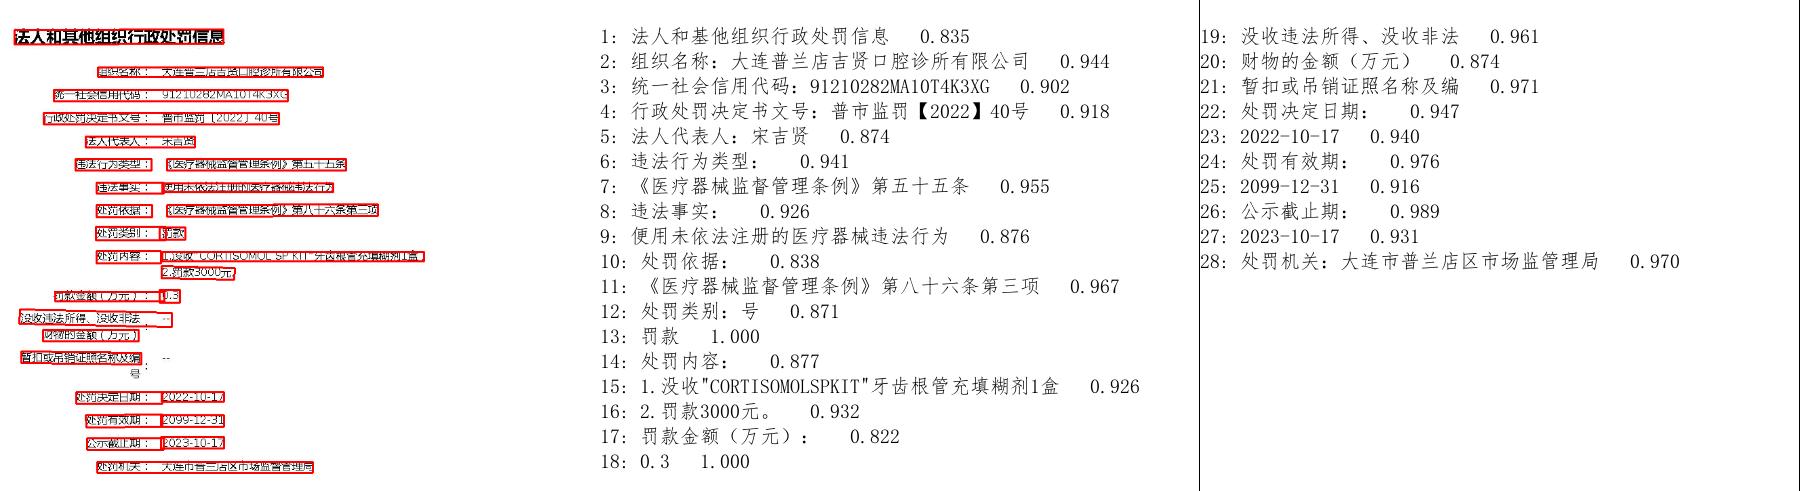 法人和其他组织行政处罚信息
组织名称： 大连普兰店吉贤口腔诊所有限公司
统一社会信用代码： 91210282MA10T4K3XG
行政处罚决定书文号： 普市监罚〔2022〕40号
法人代表人： 宋吉贤
违法行为类型： 《医疗器械监督管理条例》第五十五条
违法事实： 使用未依法注册的医疗器械违法行为
处罚依据： 《医疗器械监督管理条例》第八十六条第三项
处罚类别： 罚款
处罚内容： 1.没收"CORTISOMOL SP KIT"牙齿根管充填糊剂1盒
2.罚款3000元。
罚款金额（万元）： 0.3
没收违法所得、没收非法
财物的金额（万元）： --
暂扣或吊销证照名称及编
号： --
处罚决定日期： 2022-10-17
处罚有效期： 2099-12-31
公示截止期： 2023-10-17
处罚机关： 大连市普兰店区市场监督管理局
1: 法人和基他组织行政处罚信息 0.835
2: 组织名称：大连普兰店吉贤口腔诊所有限公司 0.944
3: 统一社会信用代码：91210282MA10T4K3XG 0.902
4: 行政处罚决定书文号：普市监罚【2022】40号 0.918
5: 法人代表人：宋吉贤 0.874
6: 违法行为类型： 0.941
7: 《医疗器械监督管理条例》第五十五条 0.955
8: 违法事实： 0.926
9: 便用未依法注册的医疗器械违法行为 0.876
10: 处罚依据： 0.838
11: 《医疗器械监督管理条例》第八十六条第三项 0.967
12: 处罚类别：号 0.871
13: 罚款 1.000
14: 处罚内容： 0.877
15: 1.没收"CORTISOMOLSPKIT"牙齿根管充填糊剂1盒 0.926
16: 2.罚款3000元。 0.932
17: 罚款金额（万元）： 0.822
18: 0.3 1.000
19: 没收违法所得、没收非法 0.961
20: 财物的金额（万元） 0.874
21: 暂扣或吊销证照名称及编 0.971
22: 处罚决定日期： 0.947
23: 2022-10-17 0.940
24: 处罚有效期： 0.976
25: 2099-12-31 0.916
26: 公示截止期： 0.989
27: 2023-10-17 0.931
28: 处罚机关：大连市普兰店区市场监管理局 0.970